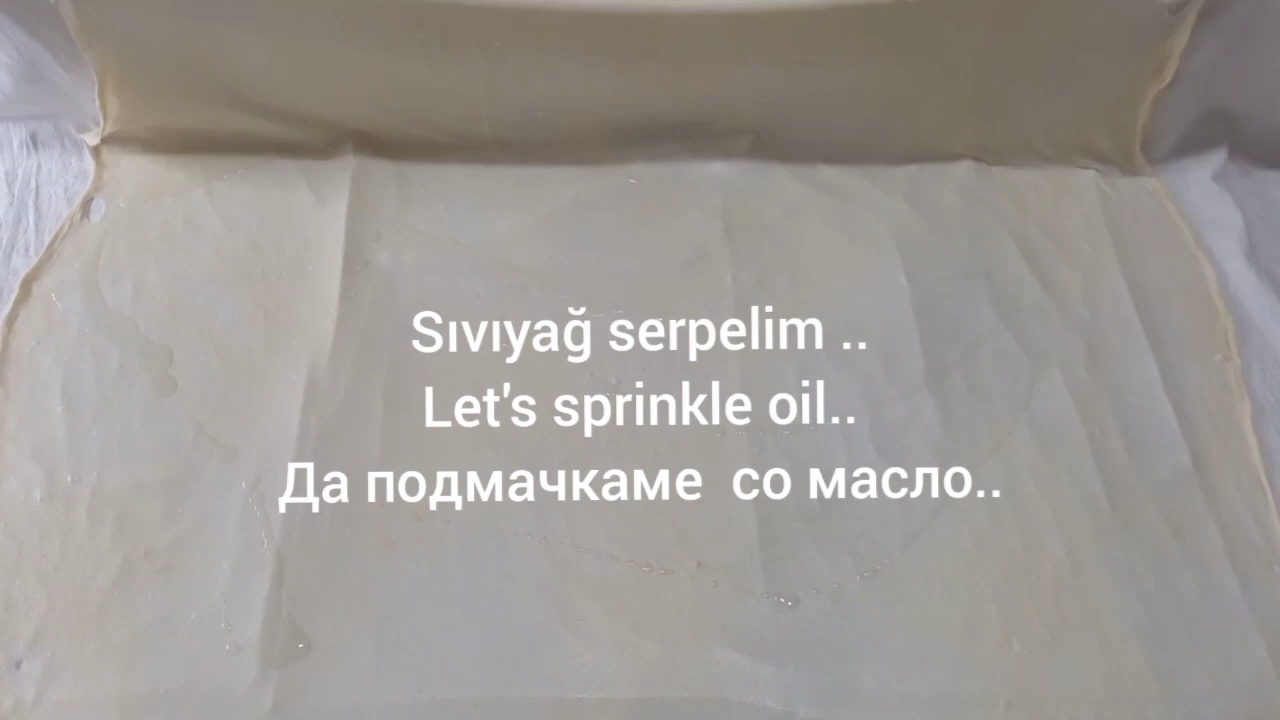 Sıvıyağ serpelim ..
Let's sprinkle oil..
Да подмачкаме со масло..